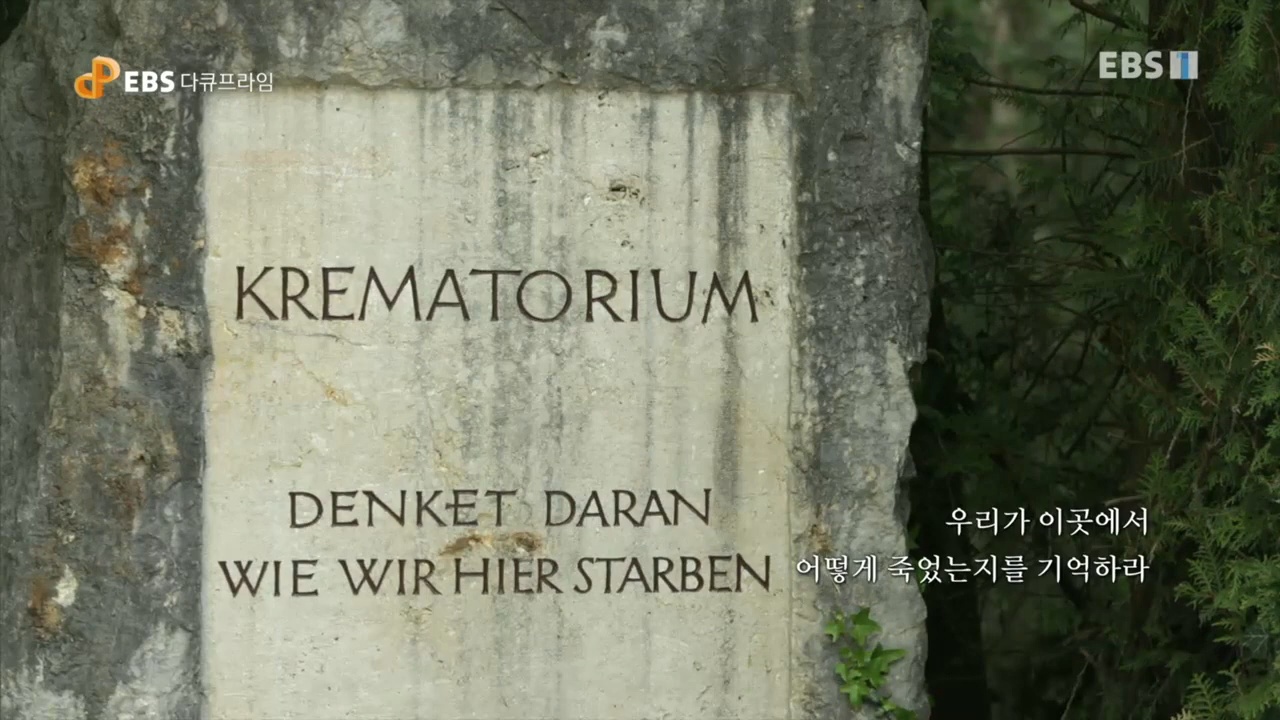 EBS 다큐프라임
EBS 1
KREMATORIUM
DENKET DARAN
WIE WIR HIER STARBEN
우리가 이곳에서
어떻게 죽었는지를 기억하라